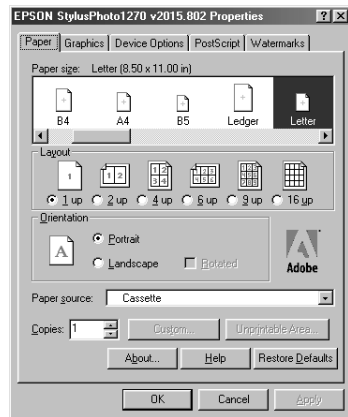 EPSON StylusPhoto1270 v2015.802 Properties
Paper Graphics Device Options PostScript Watermarks
Paper size: Letter (8.50 x 11.00 in)
B4 A4 B5 Ledger Letter
Layout
1 1 2 1 2 3 4
1 up 2 up 4 up 6 up 9 up 16 up
Orientation
A Portrait
Landscape Rotated
Adobe
Paper source: Cassette
Copies: 1 Custom... Unprintable Area...
About... Help Restore Defaults
OK Cancel Apply